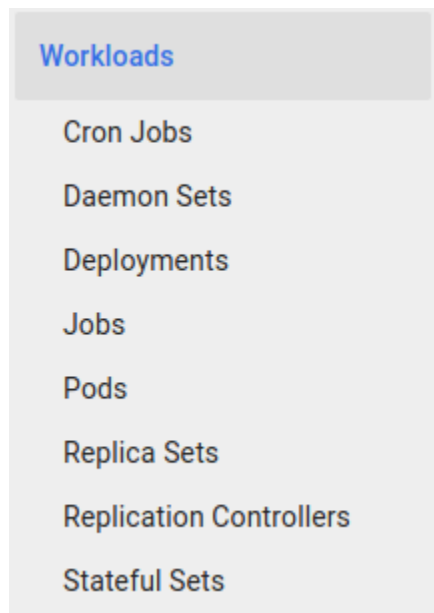 Workloads
Cron Jobs
Daemon Sets
Deployments
Jobs
Pods
Replica Sets
Replication Controllers
Stateful Sets